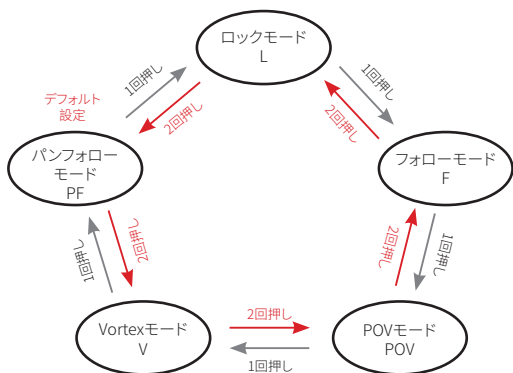 ロックモード
L
1回押し
2回押し
1回押し
2回押し
デフォルト
設定
パンフォロー
モード
PF
フォローモード
F
2回押し
1回押し
2回押し
1回押し
Vortexモード
V
2回押し
1回押し
POVモード
POV